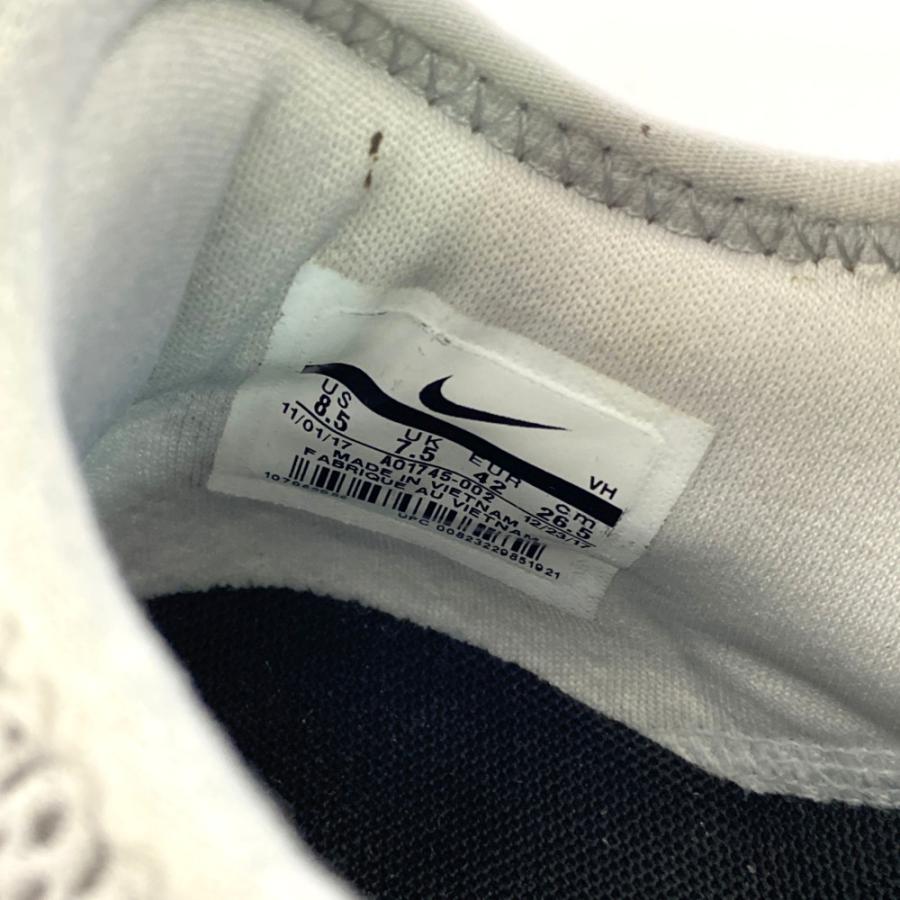 VH
US UK EUR cm
8.5 7.5 42 26.5
11/01/17 AO1745-002 12/23/17
MADE IN VIETNAM
FABRIQUE AU VIETNAM
UPC 00823229851921